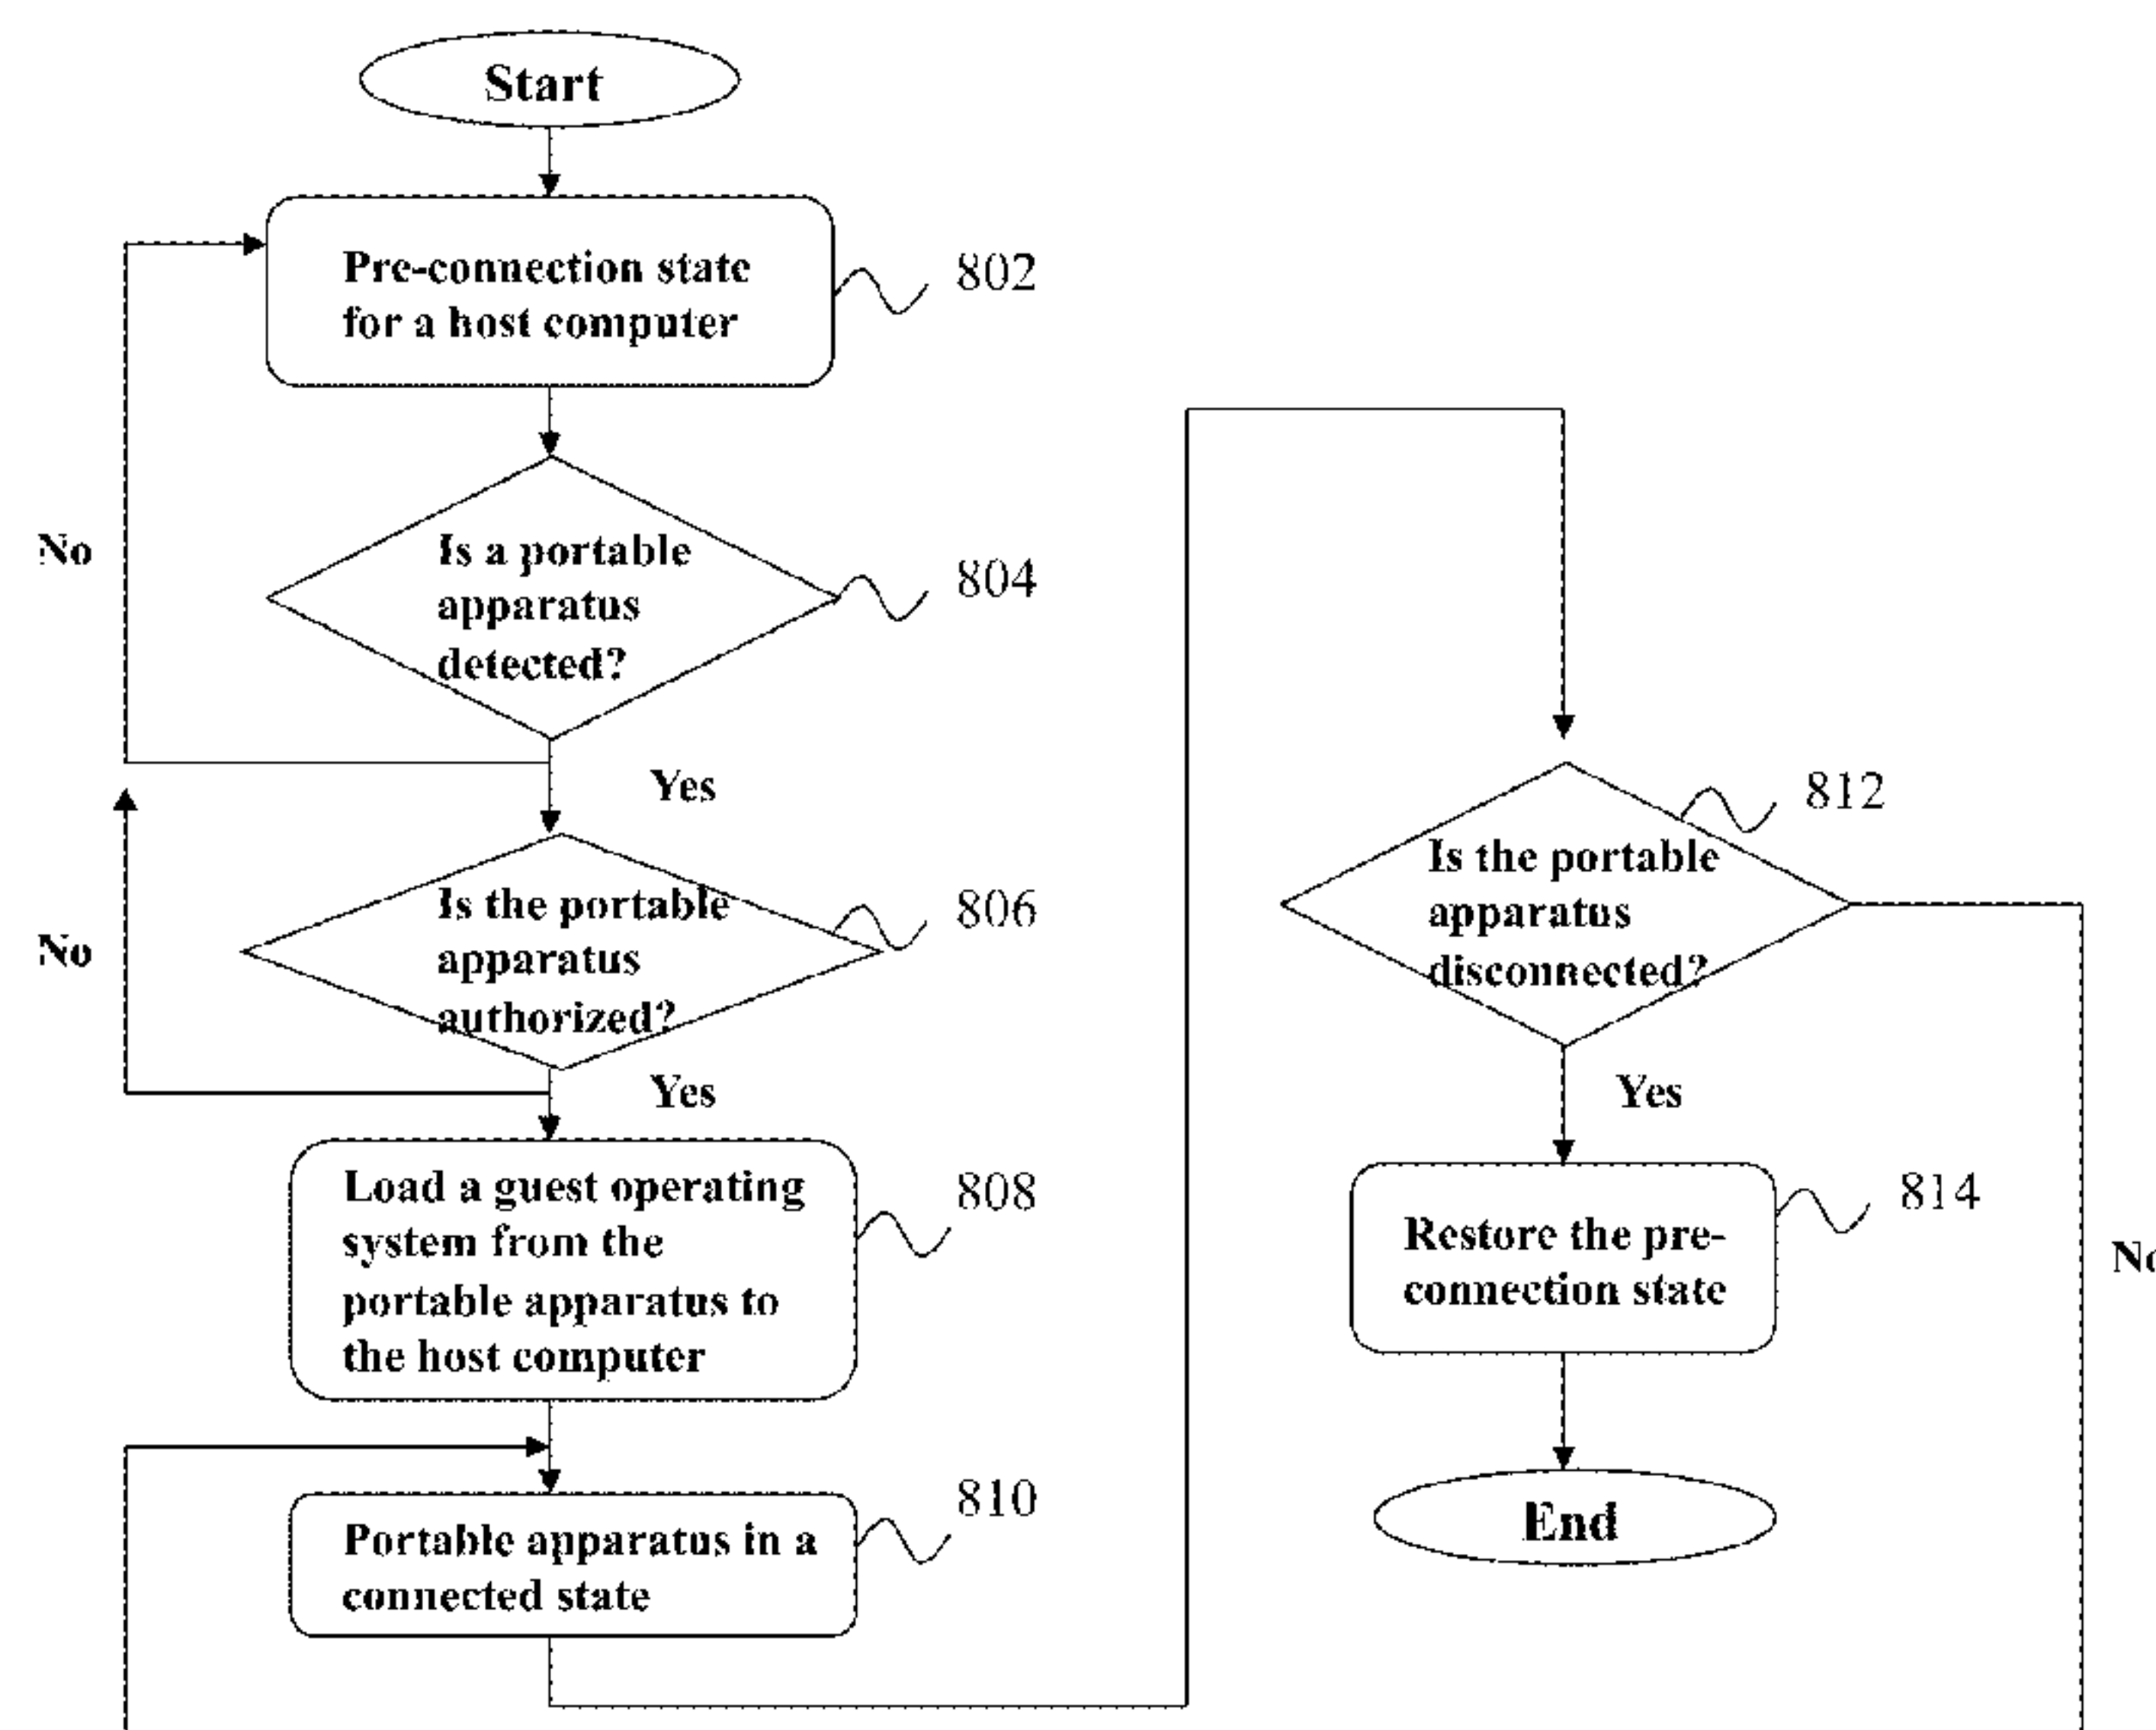 Start
Pre-connection state
for a host computer
802
No
Is a portable
apparatus
detected?
804
Yes
No
Is the portable
apparatus
authorized?
806
Yes
Load a guest operating
system from the
portable apparatus to
the host computer
808
Portable apparatus in a
connected state
810
Is the portable
apparatus
disconnected?
812
Yes
No
Restore the pre-
connection state
814
End